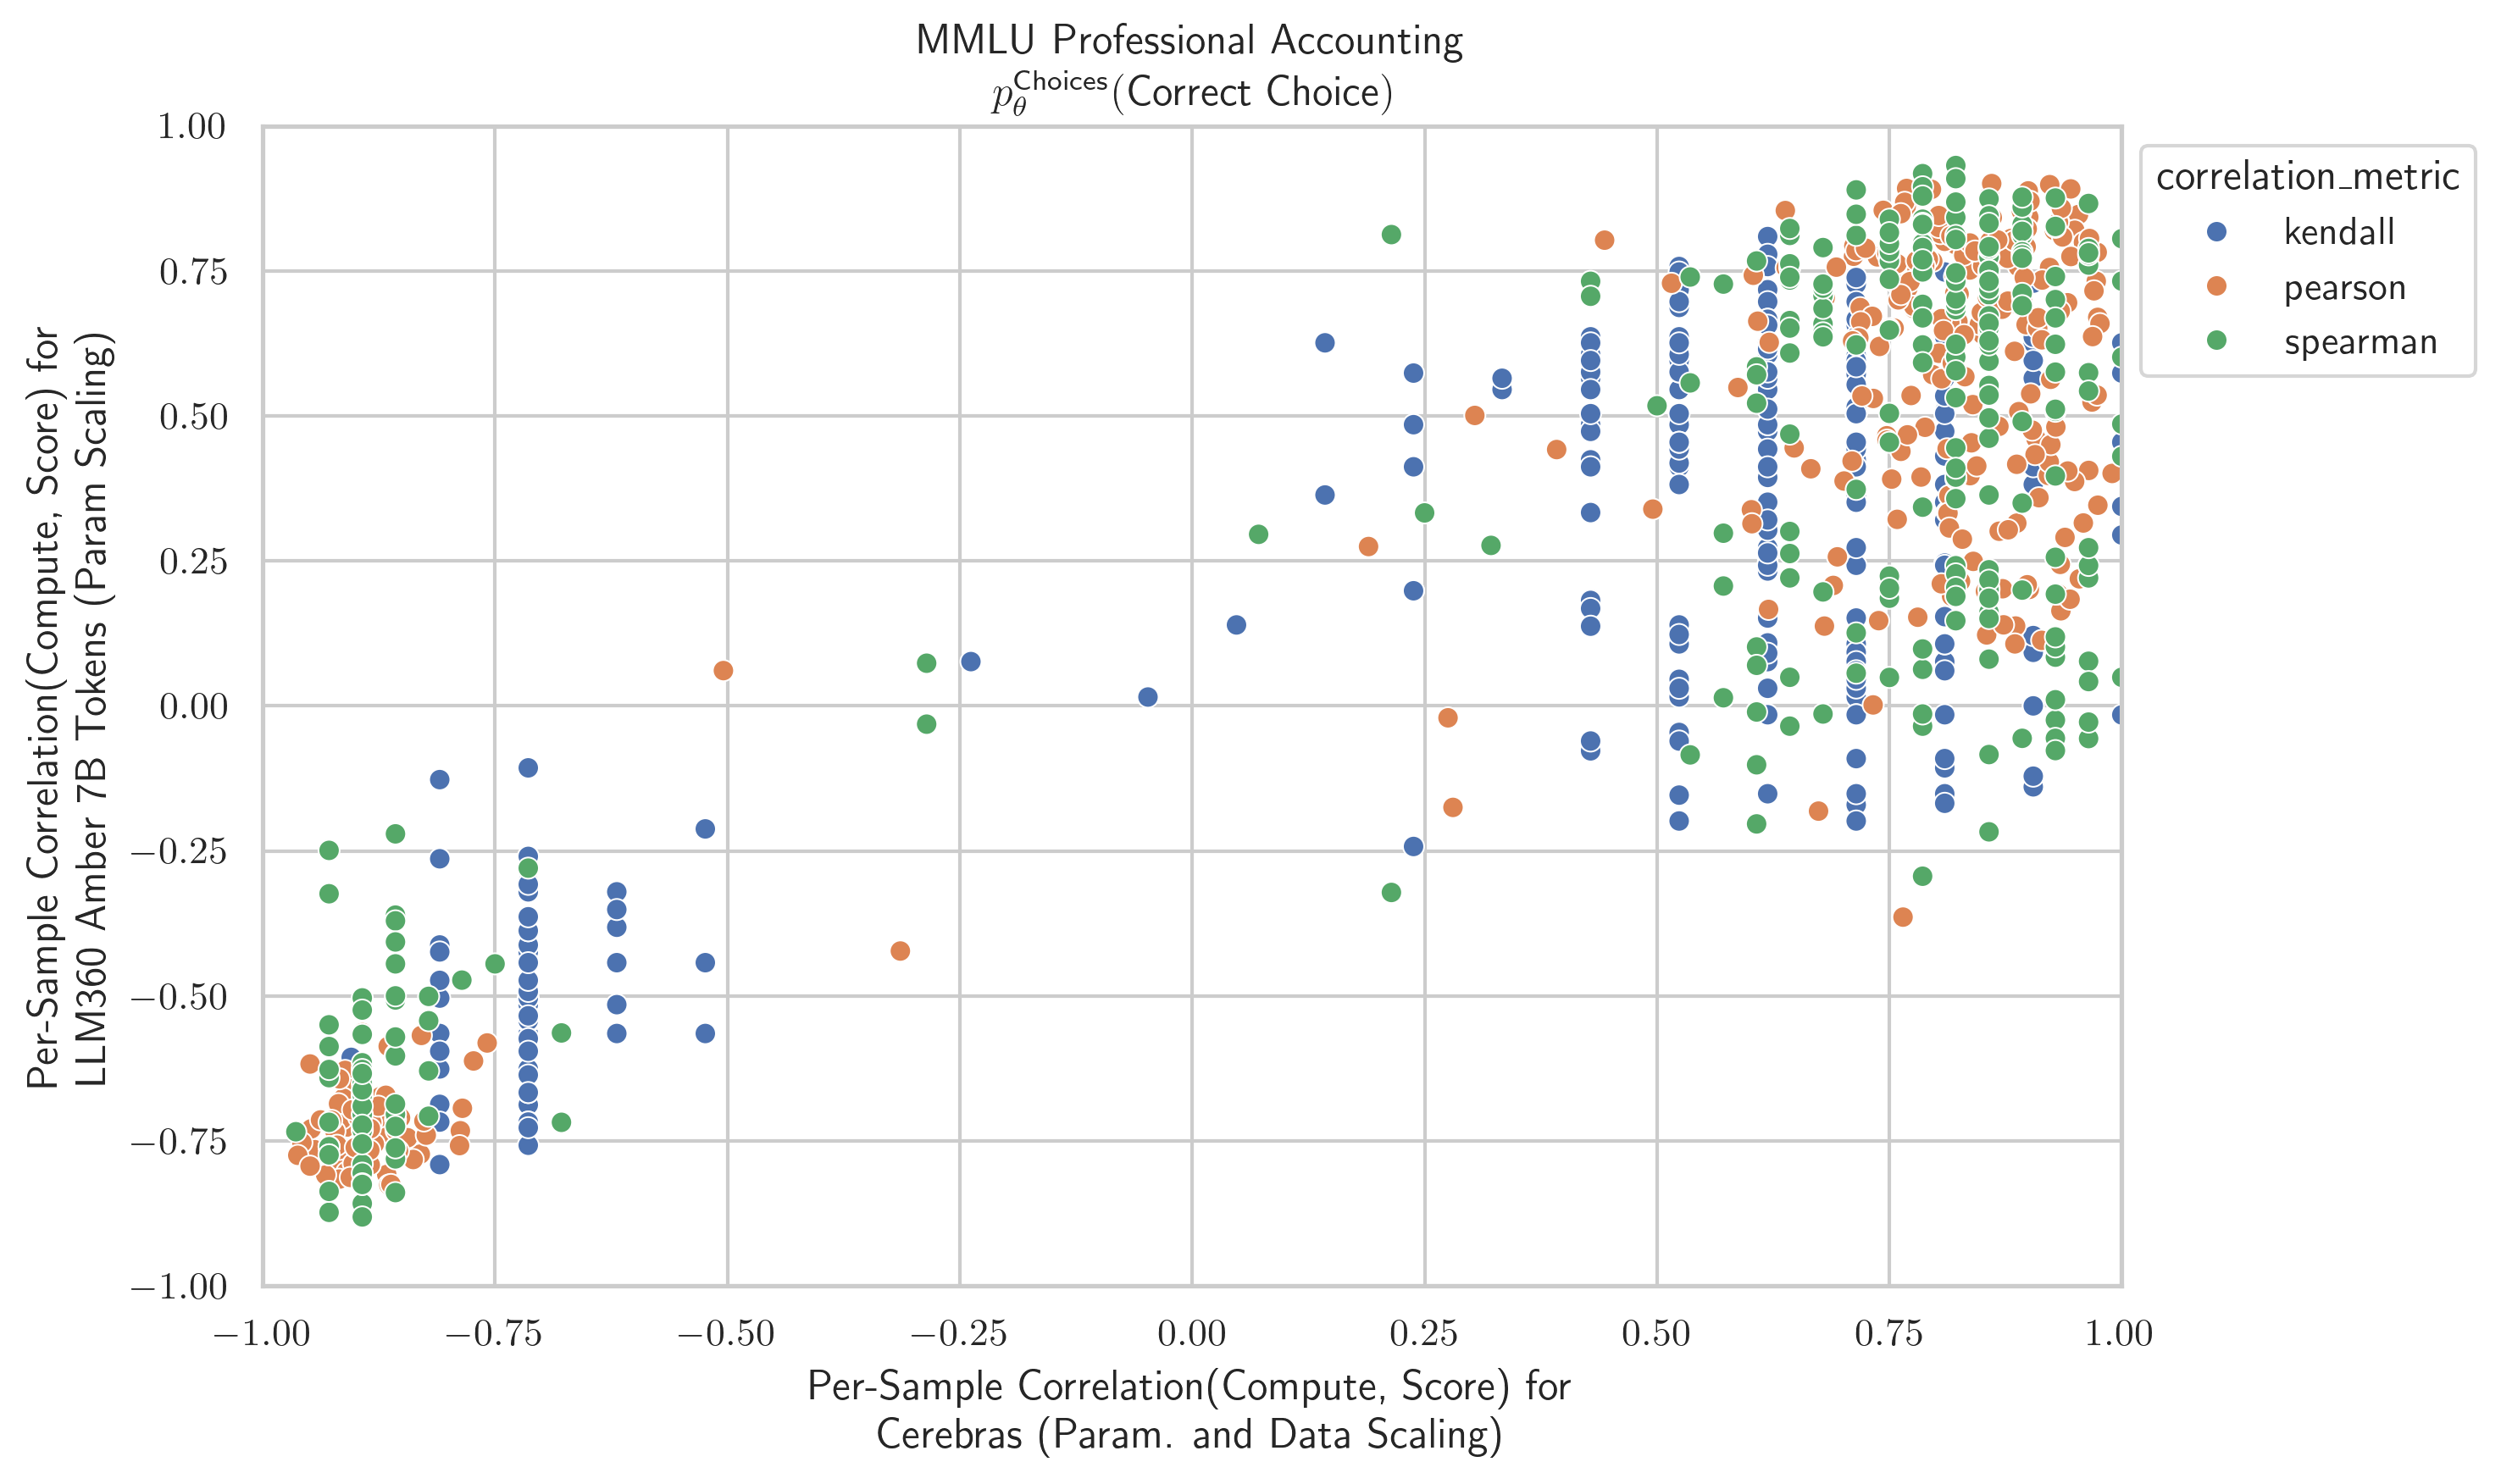 MMLU Professional Accounting
p_θ^Choices(Correct Choice)
1.00
0.75
0.50
0.25
0.00
−0.25
−0.50
−0.75
−1.00
Per-Sample Correlation(Compute, Score) for
LLM360 Amber 7B Tokens (Param Scaling)
−1.00
−0.75
−0.50
−0.25
0.00
0.25
0.50
0.75
1.00
Per-Sample Correlation(Compute, Score) for
Cerebras (Param. and Data Scaling)
correlation_metric
kendall
pearson
spearman